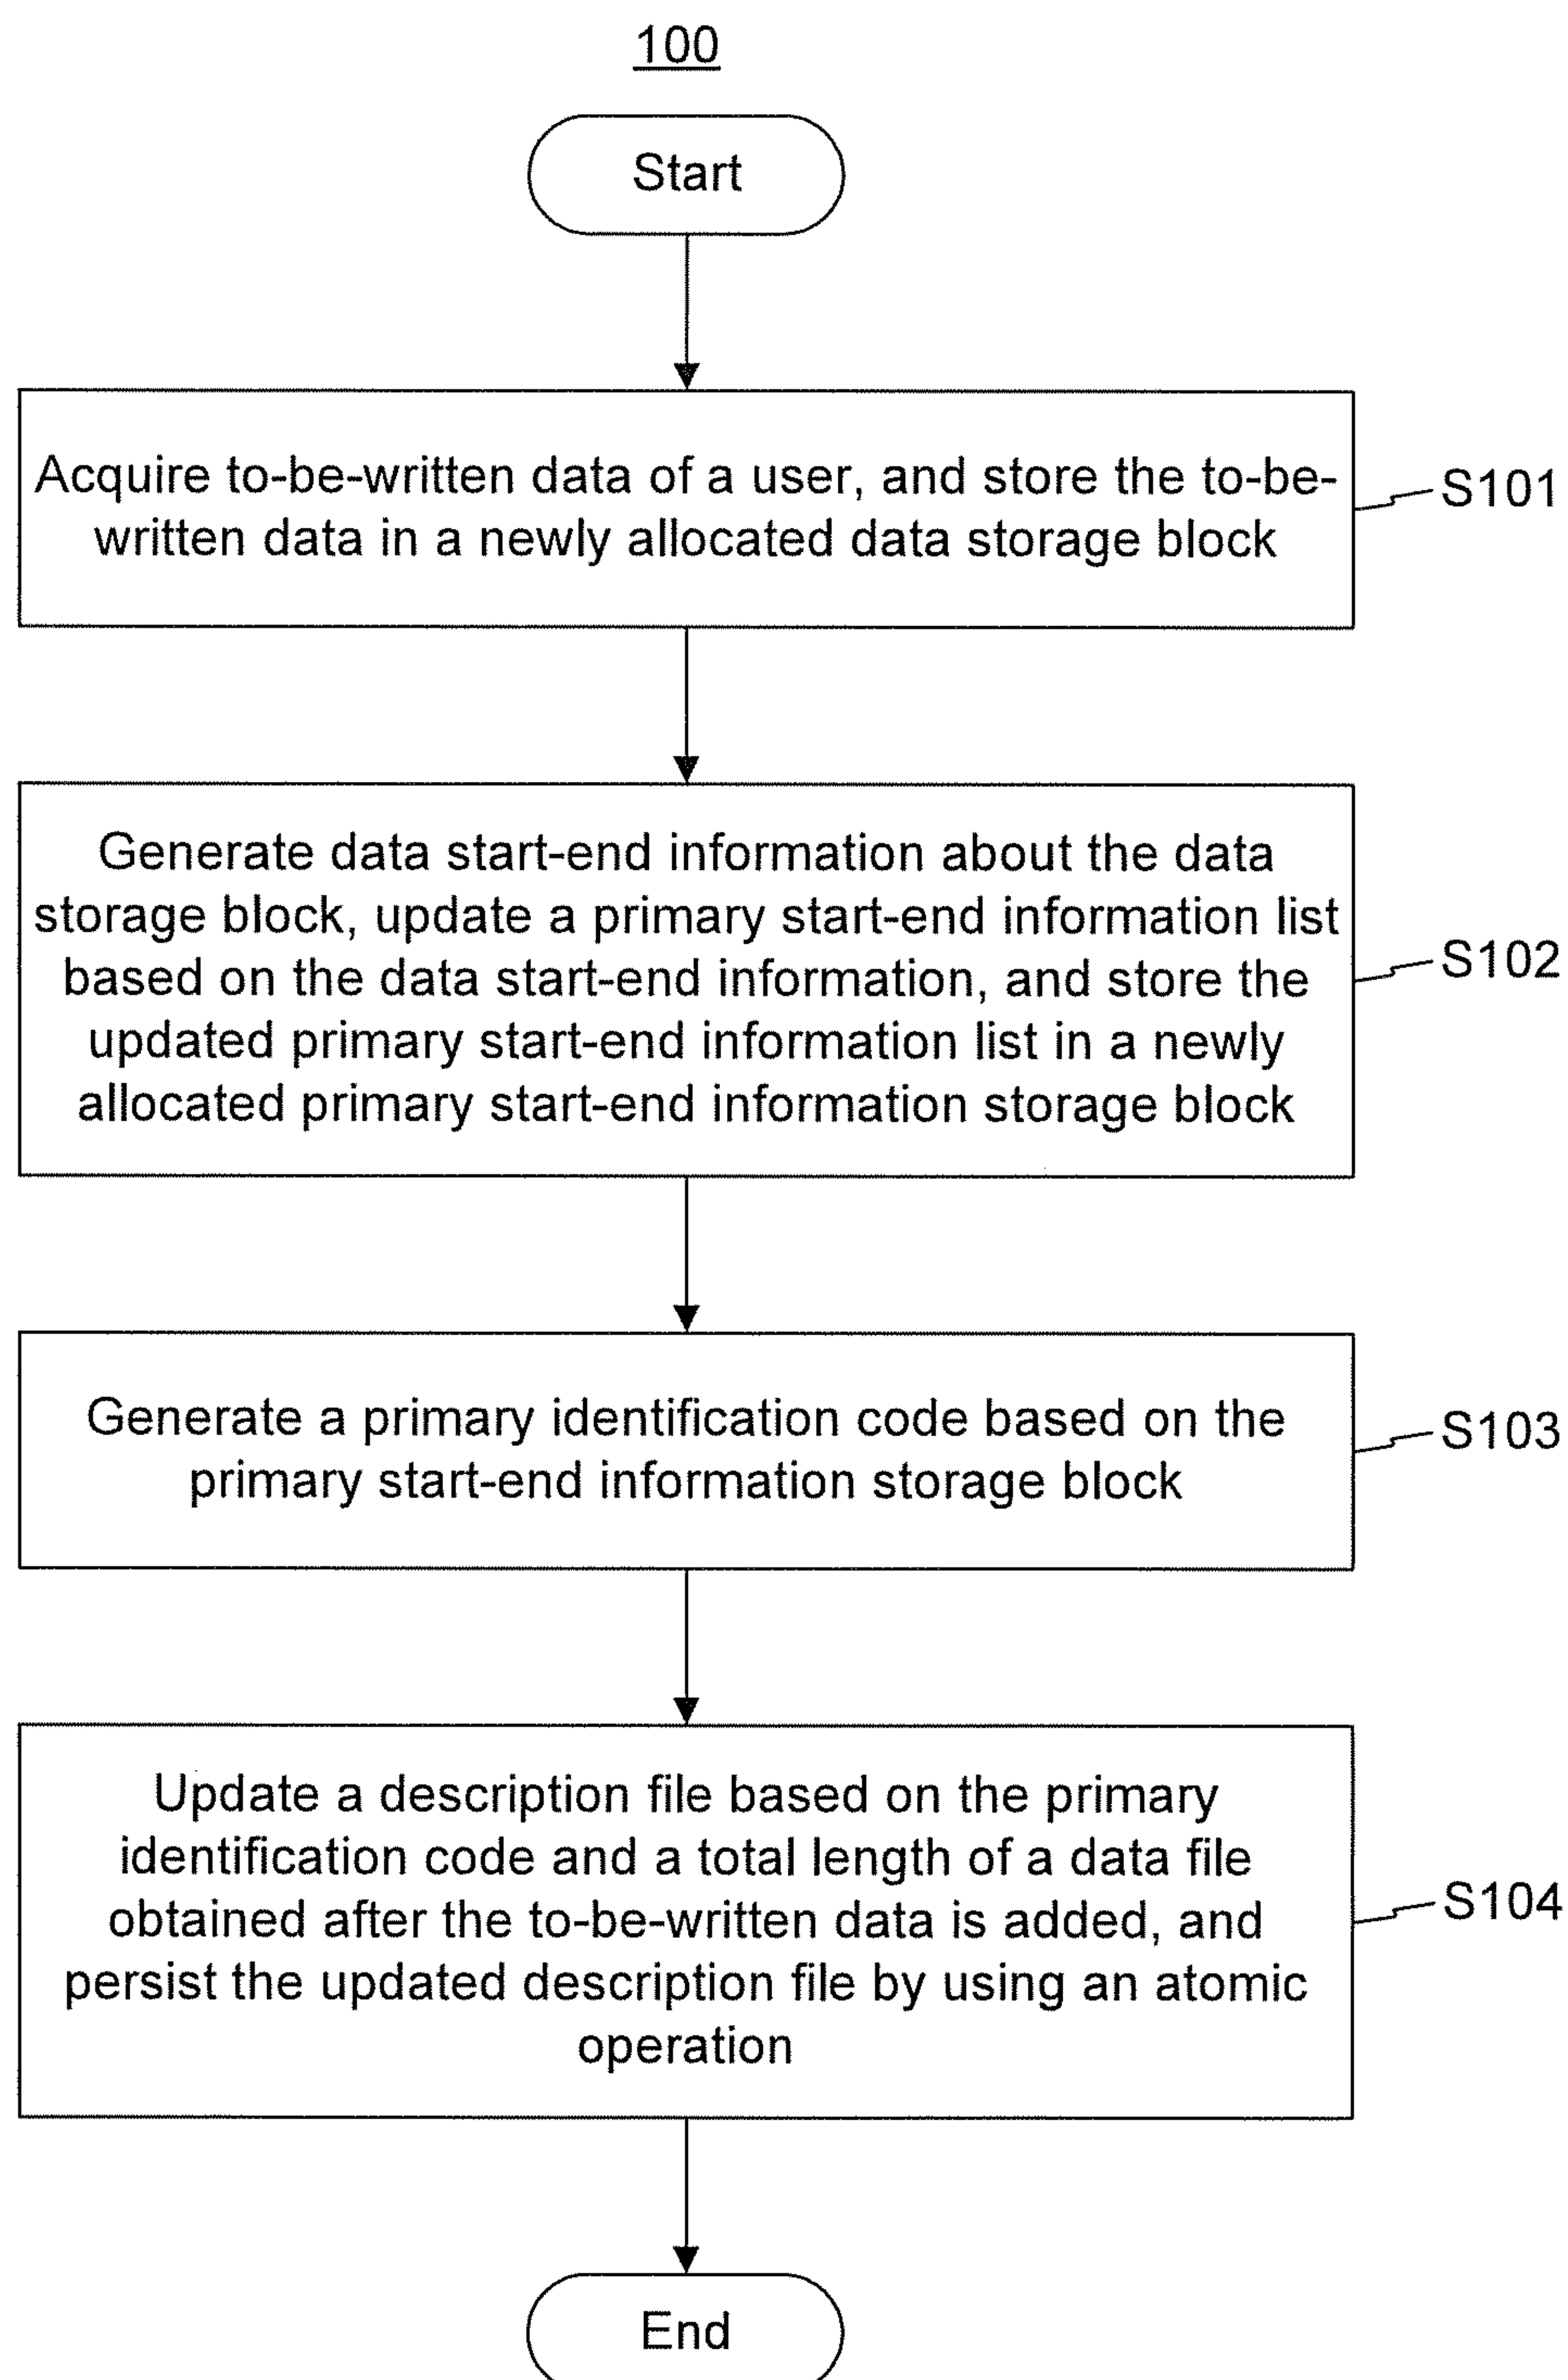 100
Start
Acquire to-be-written data of a user, and store the to-be-
written data in a newly allocated data storage block
S101
Generate data start-end information about the data
storage block, update a primary start-end information list
based on the data start-end information, and store the
updated primary start-end information list in a newly
allocated primary start-end information storage block
S102
Generate a primary identification code based on the
primary start-end information storage block
S103
Update a description file based on the primary
identification code and a total length of a data file
obtained after the to-be-written data is added, and
persist the updated description file by using an atomic
operation
S104
End